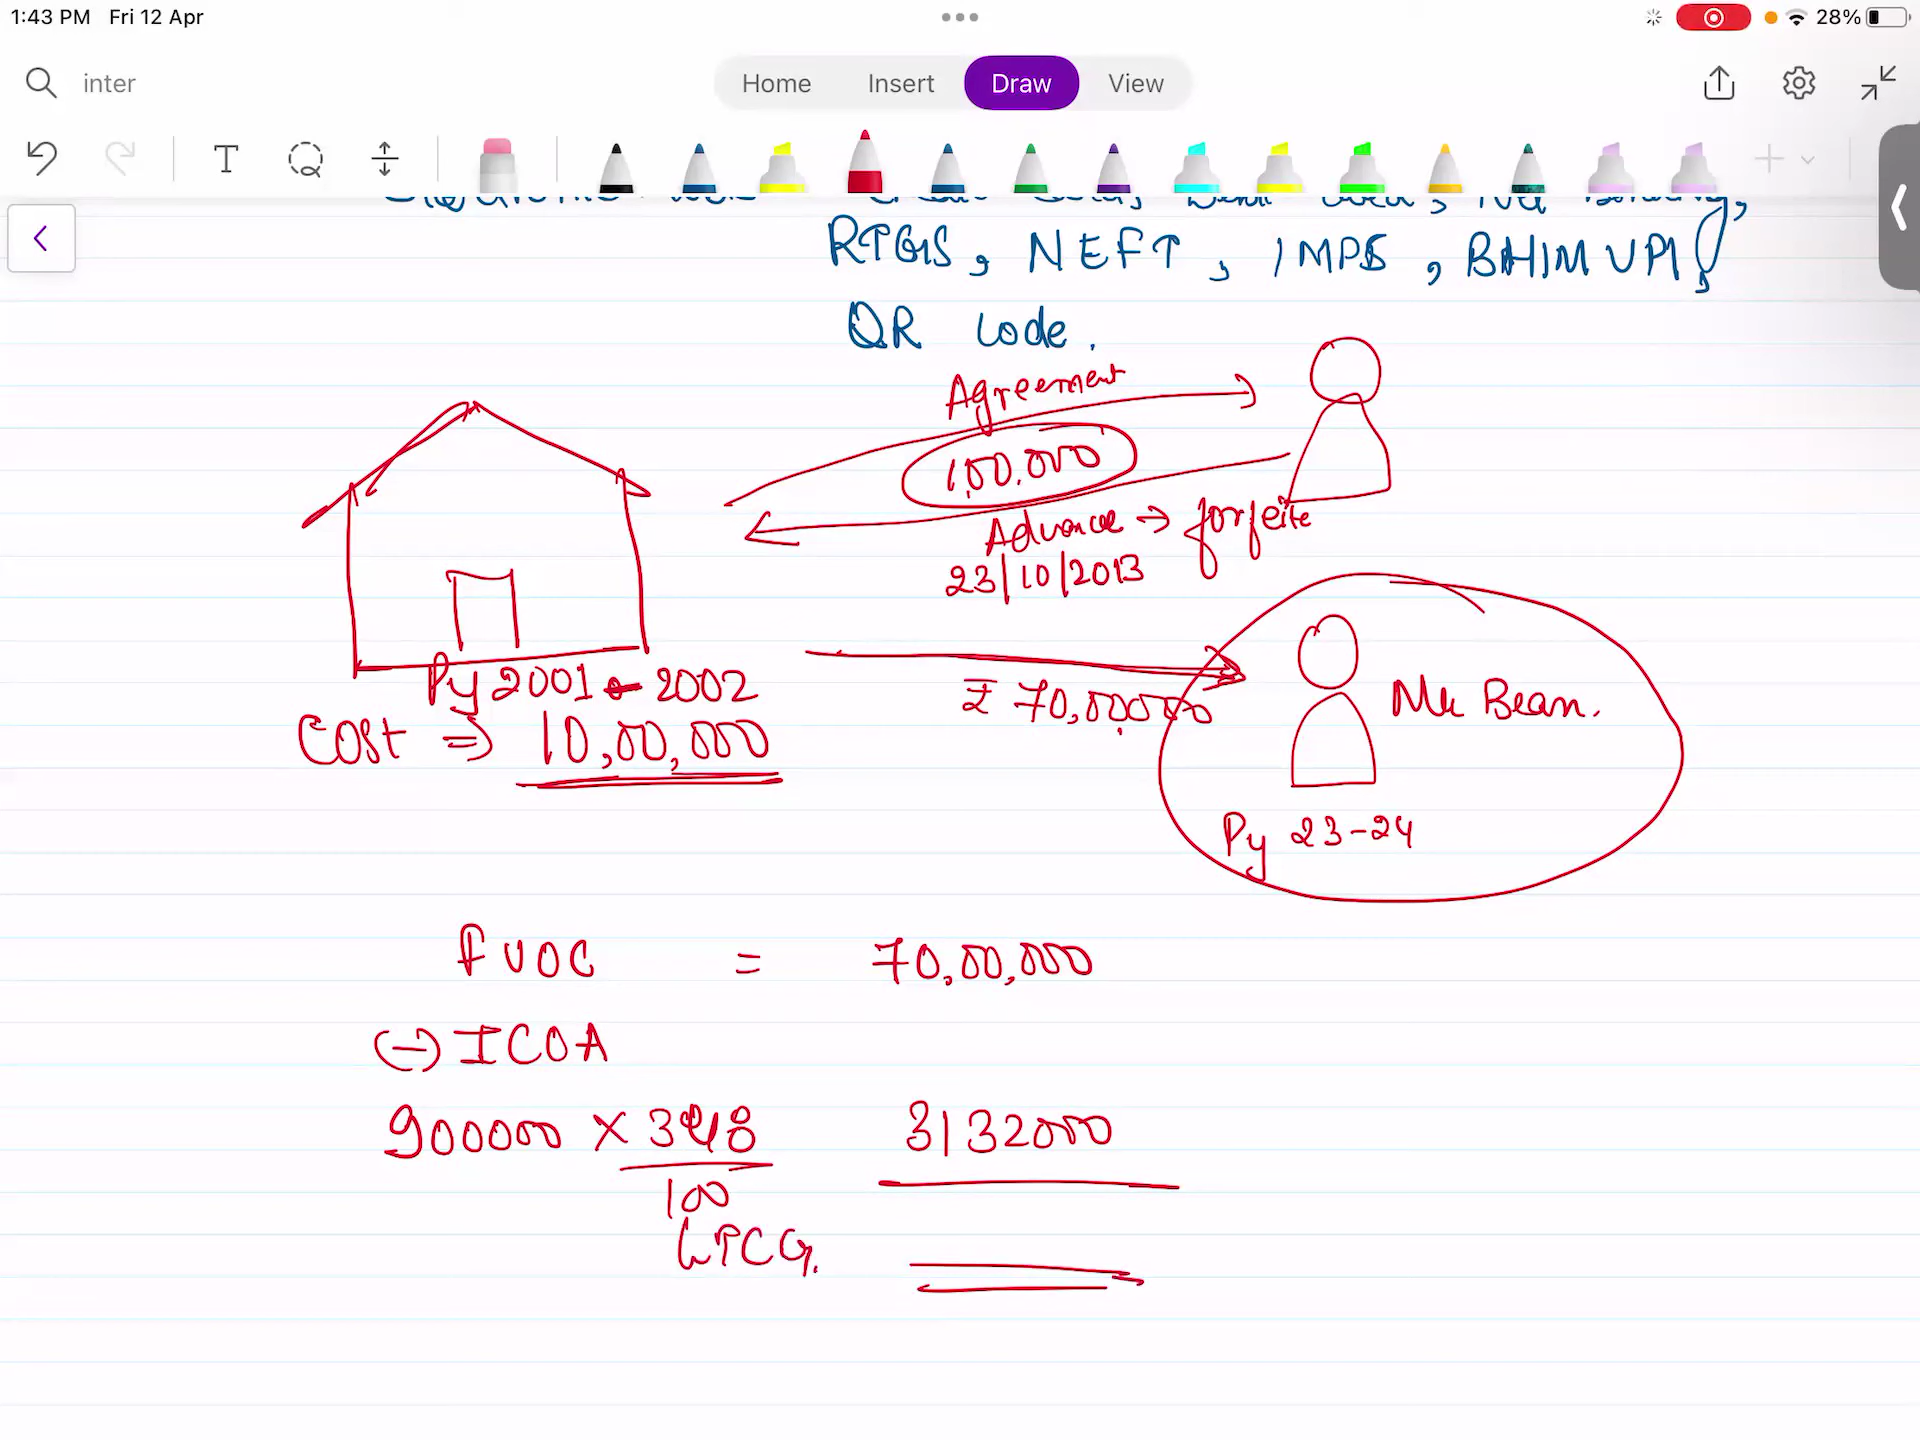 1:43 PM Fri 12 Apr
28%
inter
Home Insert Draw View
T
RTGS, NEFT, IMPS, BHIM UPI,
QR code.
Agreement
1,00,000
Advance → forfeite
23/10/2013
Py 2001 - 2002
Cost ⇒ 10,00,000
₹ 70,00000
Mr Bean.
Py 23-24
FVOC = 70,00,000
(-) ICOA
900000 × 348 3132000
100
LTCG.